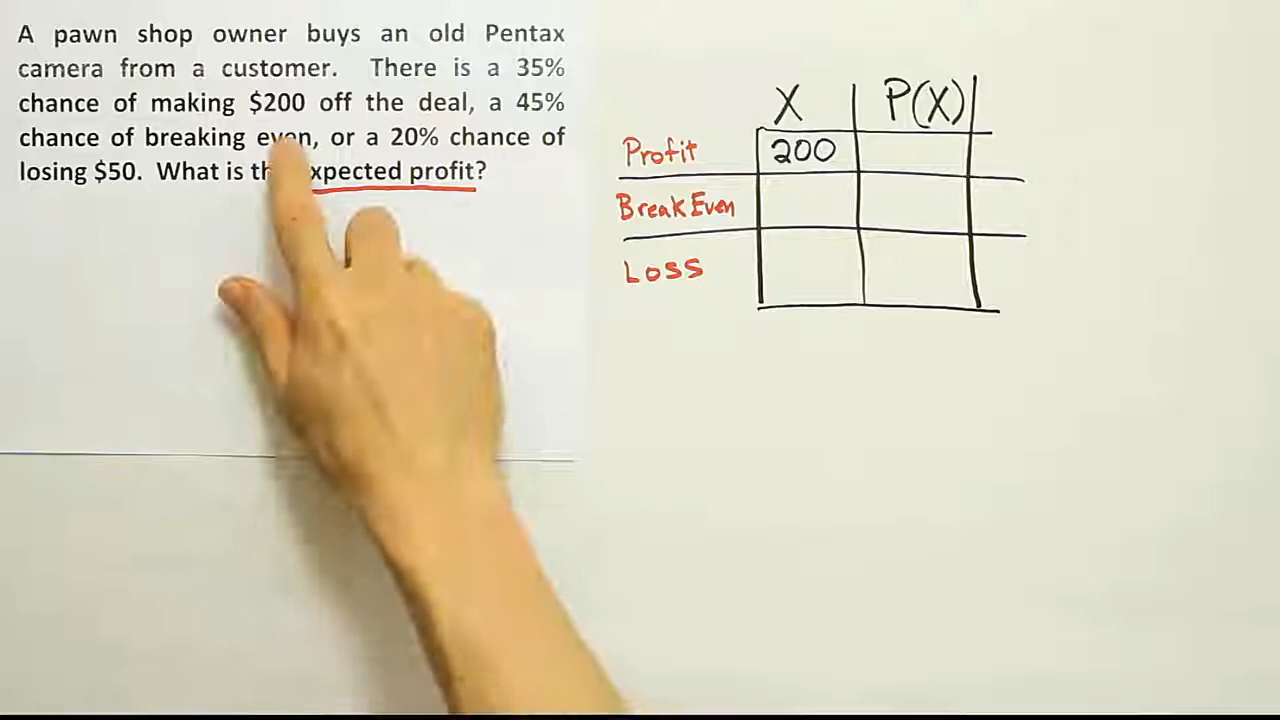 A pawn shop owner buys an old Pentax
camera from a customer. There is a 35%
chance of making $200 off the deal, a 45%
chance of breaking even, or a 20% chance of
losing $50. What is profit?
X P(X)
Profit 200
Break Even
Loss